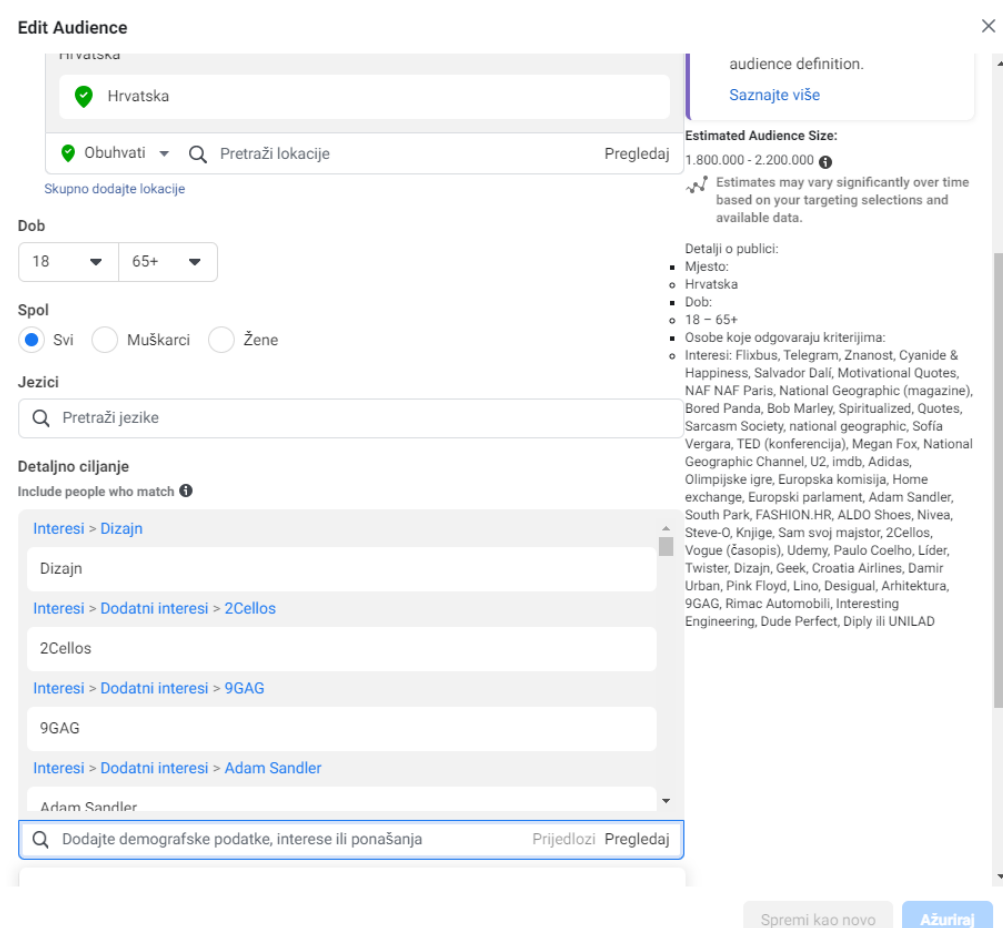 Edit Audience
Hrvatska
Hrvatska
Obuhvati
Pretraži lokacije
Pregledaj
Skupno dodajte lokacije
Dob
18
65+
Spol
Svi
Muškarci
Žene
Jezici
Pretraži jezike
Detaljno ciljanje
Include people who match
Interesi > Dizajn
Dizajn
Interesi > Dodatni interesi > 2Cellos
2Cellos
Interesi > Dodatni interesi > 9GAG
9GAG
Interesi > Dodatni interesi > Adam Sandler
Adam Sandler
Dodajte demografske podatke, interese ili ponašanja
Prijedlozi
Pregledaj
audience definition.
Saznajte više
Estimated Audience Size:
1.800.000 - 2.200.000
Estimates may vary significantly over time
based on your targeting selections and
available data.
Detalji o publici:
Mjesto:
Hrvatska
Dob:
18 – 65+
Osobe koje odgovaraju kriterijima:
Interesi: Flixbus, Telegram, Znanost, Cyanide &
Happiness, Salvador Dalí, Motivational Quotes,
NAF NAF Paris, National Geographic (magazine),
Bored Panda, Bob Marley, Spiritualized, Quotes,
Sarcasm Society, national geographic, Sofía
Vergara, TED (konferencija), Megan Fox, National
Geographic Channel, U2, imdb, Adidas,
Olimpijske igre, Europska komisija, Home
exchange, Europski parlament, Adam Sandler,
South Park, FASHION.HR, ALDO Shoes, Nivea,
Steve-O, Knjige, Sam svoj majstor, 2Cellos,
Vogue (časopis), Udemy, Paulo Coelho, Líder,
Twister, Dizajn, Geek, Croatia Airlines, Damir
Urban, Pink Floyd, Lino, Desigual, Arhitektura,
9GAG, Rimac Automobili, Interesting
Engineering, Dude Perfect, Diply ili UNILAD
Spremi kao novo
Ažuriraj